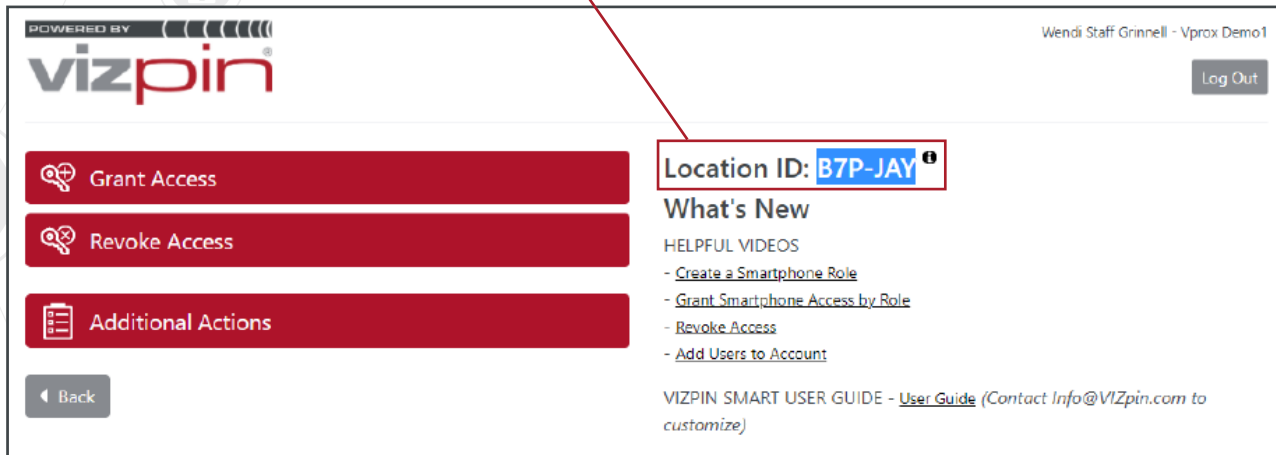 POWERED BY
vizpin®
Wendi Staff Grinnell - Vprox Demo1
Log Out
Grant Access
Revoke Access
Additional Actions
Back
Location ID: B7P-JAY
What's New
HELPFUL VIDEOS
- Create a Smartphone Role
- Grant Smartphone Access by Role
- Revoke Access
- Add Users to Account
VIZPIN SMART USER GUIDE - User Guide (Contact Info@VIZpin.com to
customize)